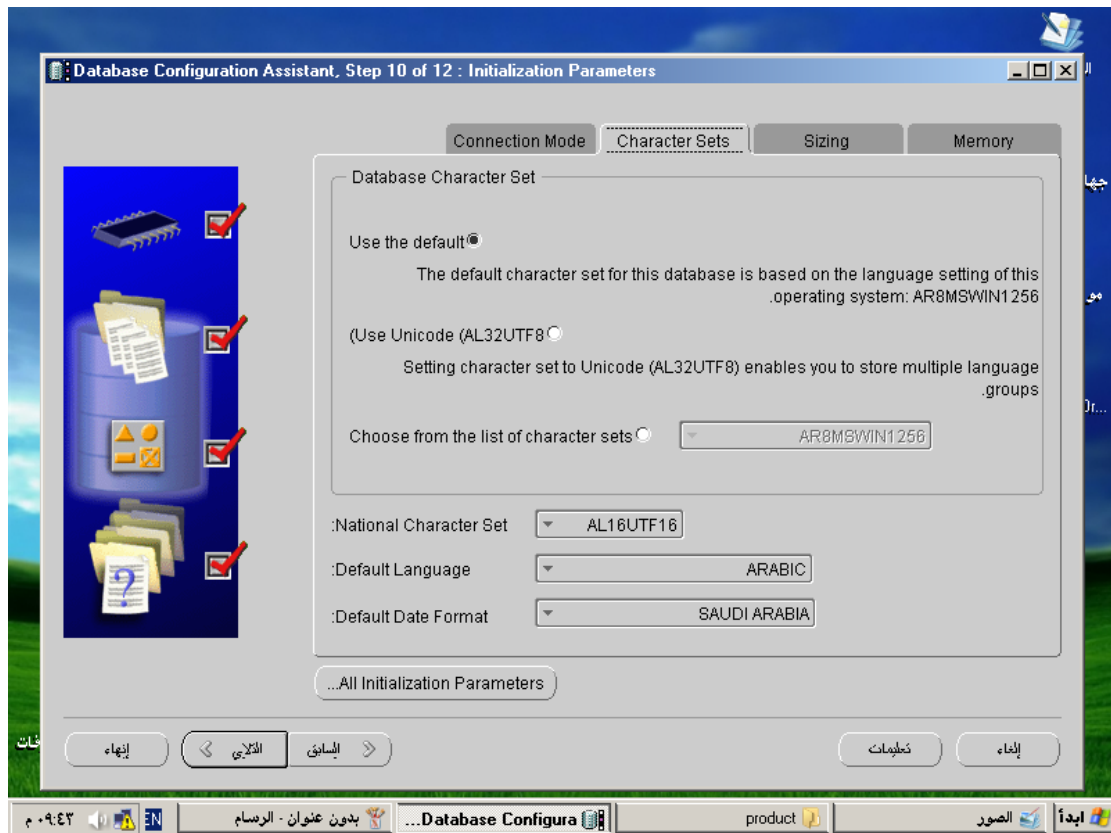 Database Configuration Assistant, Step 10 of 12 : Initialization Parameters
Connection Mode
Character Sets
Sizing
Memory
Database Character Set
Use the default
The default character set for this database is based on the language setting of this
.operating system: AR8MSWIN1256
(Use Unicode (AL32UTF8
Setting character set to Unicode (AL32UTF8) enables you to store multiple language
.groups
Choose from the list of character sets
AR8MSWIN1256
:National Character Set
AL16UTF16
:Default Language
ARABIC
:Default Date Format
SAUDI ARABIA
...All Initialization Parameters
إلغاء
تعليمات
السابق
التالي
إنهاء
ابدأ
الصور
product
...Database Configura
بدون عنوان - الرسام
EN
٠٩:٤٣ م